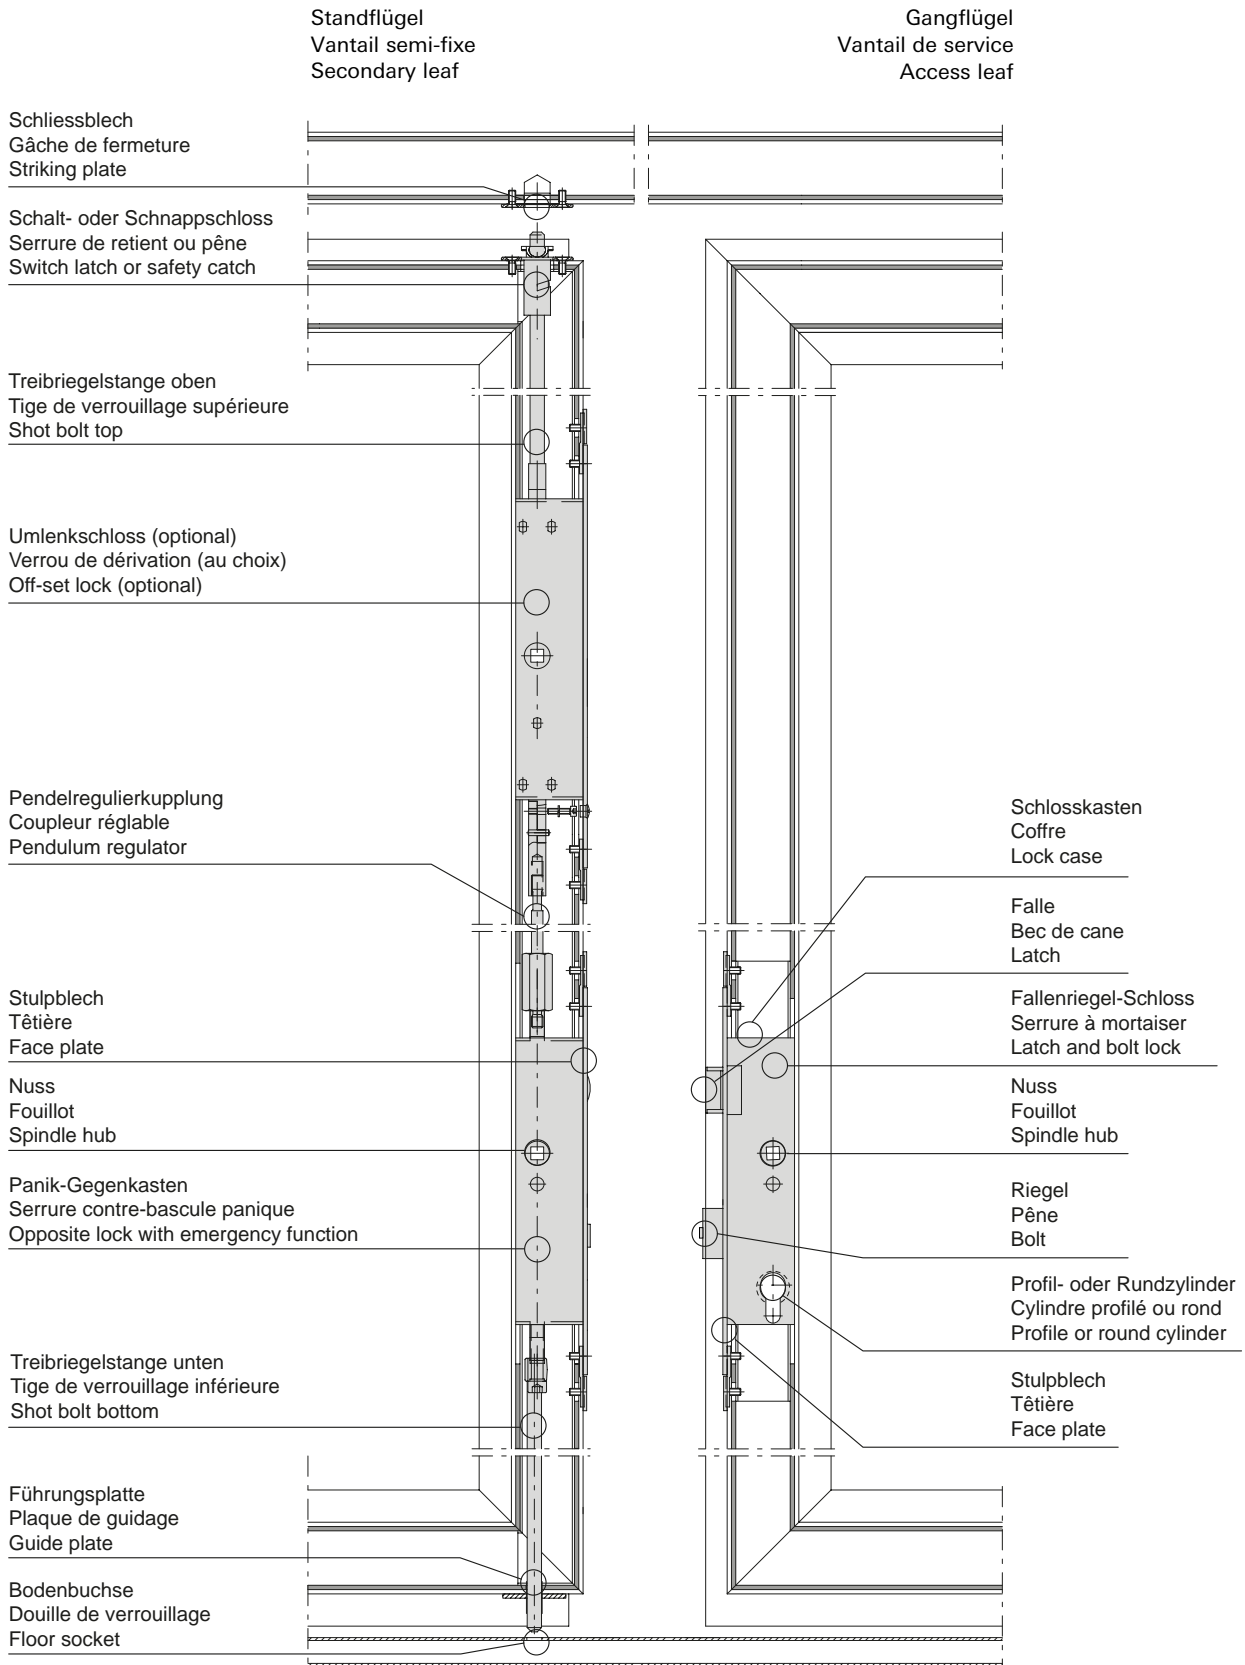 Standflügel
Vantail semi-fixe
Secondary leaf
Gangflügel
Vantail de service
Access leaf
Schliessblech
Gâche de fermeture
Striking plate
Schalt- oder Schnappschloss
Serrure de retient ou pêne
Switch latch or safety catch
Treibriegelstange oben
Tige de verrouillage supérieure
Shot bolt top
Umlenkschloss (optional)
Verrou de dérivation (au choix)
Off-set lock (optional)
Pendelregulierkupplung
Coupleur réglable
Pendulum regulator
Stulpblech
Têtière
Face plate
Nuss
Fouillot
Spindle hub
Panik-Gegenkasten
Serrure contre-bascule panique
Opposite lock with emergency function
Treibriegelstange unten
Tige de verrouillage inférieure
Shot bolt bottom
Führungsplatte
Plaque de guidage
Guide plate
Bodenbuchse
Douille de verrouillage
Floor socket
Schlosskasten
Coffre
Lock case
Falle
Bec de cane
Latch
Fallenriegel-Schloss
Serrure à mortaiser
Latch and bolt lock
Nuss
Fouillot
Spindle hub
Riegel
Pêne
Bolt
Profil- oder Rundzylinder
Cylindre profilé ou rond
Profile or round cylinder
Stulpblech
Têtière
Face plate